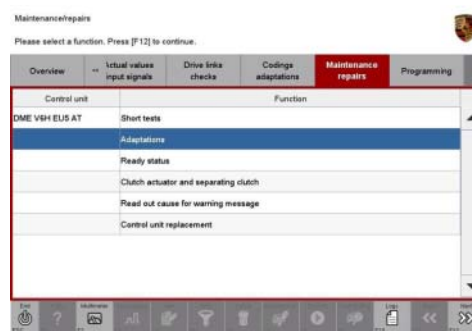 Maintenance/repairs
Please select a function. Press [F12] to continue.
Overview
Actual values
input signals
Drive links
checks
Codings
adaptations
Maintenance
repairs
Programming
Control unit
Function
DME V6H EU5 AT
Short tests
Adaptations
Ready status
Clutch actuator and separating clutch
Read out cause for warning message
Control unit replacement
?
Multimeter
Logs
<<
>>